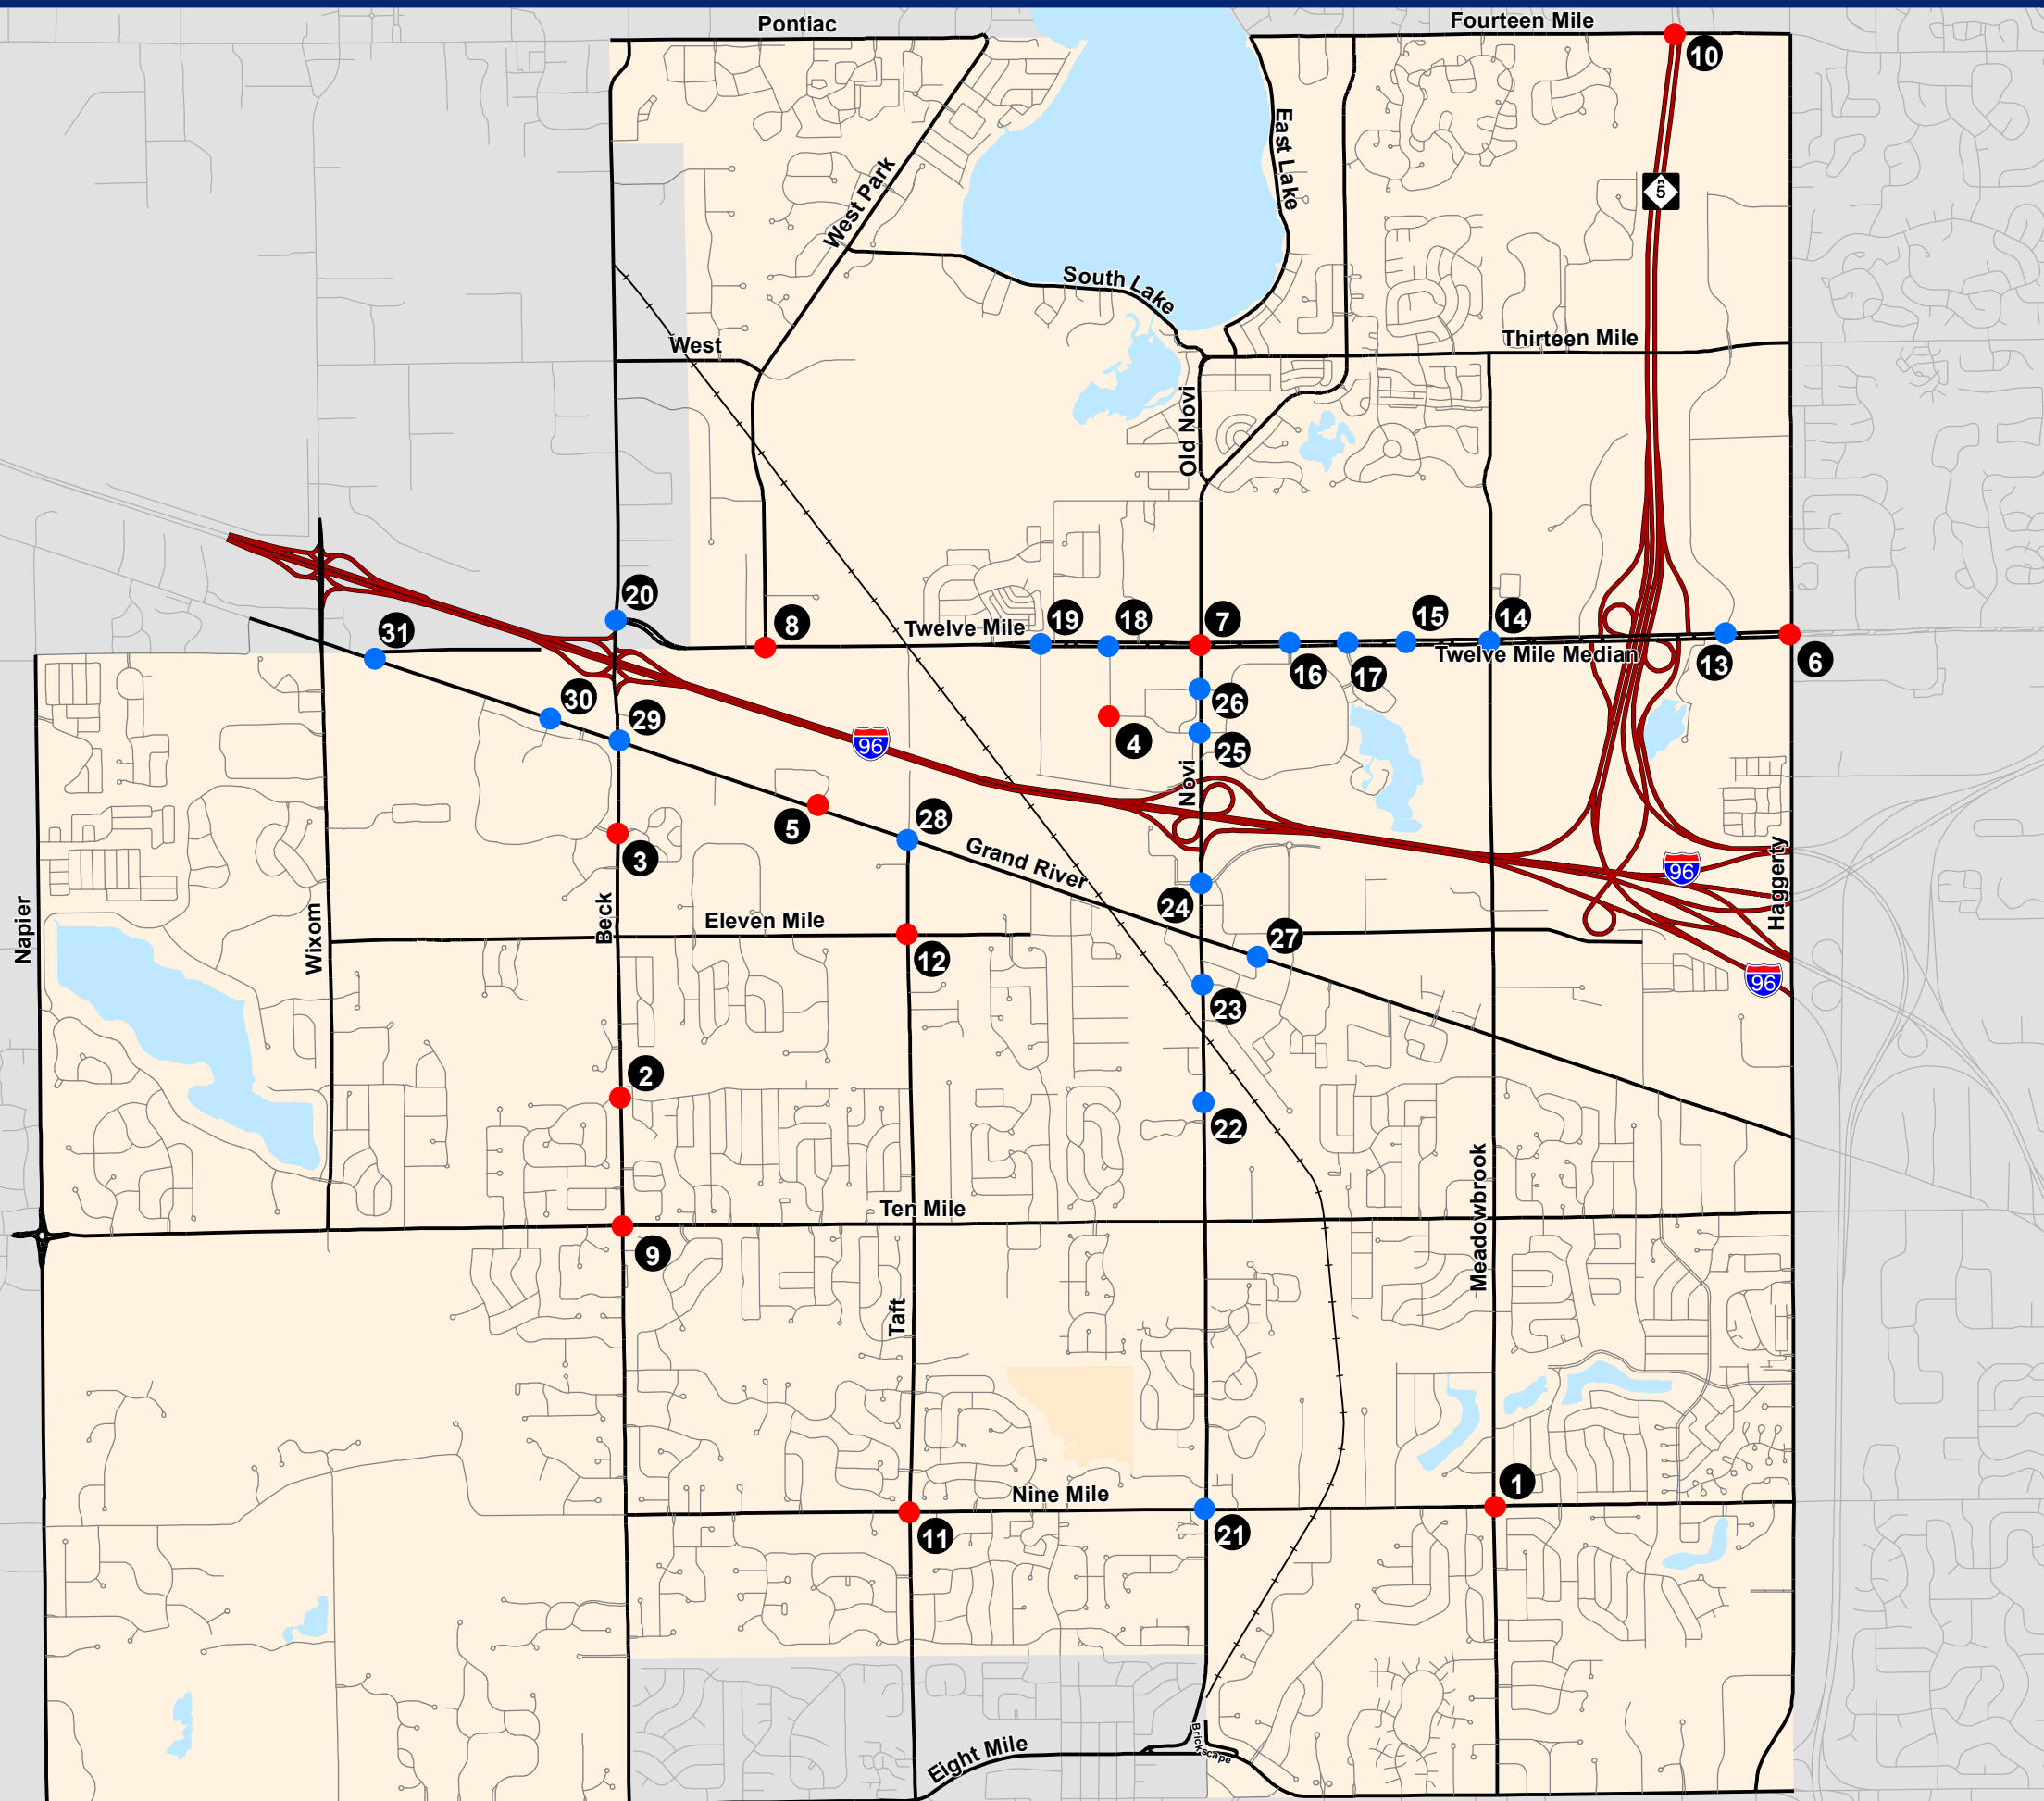 Pontiac
Fourteen Mile
10
East Lake
West Park
M
5
South Lake
West
Thirteen Mile
Old Novi
20
31
8
Twelve Mile
19
18
7
15
14
Twelve Mile Median
16
17
13
6
30
29
26
4
25
96
Novi
5
28
3
Grand River
96
Haggerty
24
Napier
Wixom
Beck
Eleven Mile
12
27
96
23
2
22
Meadowbrook
Ten Mile
9
Taft
1
Nine Mile
11
21
Brickscape
Eight Mile